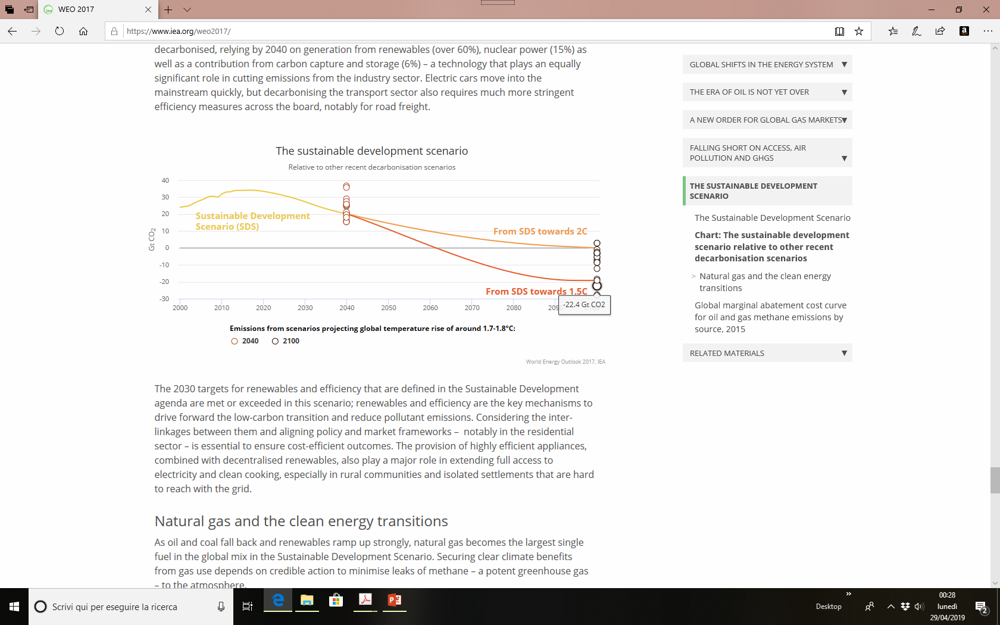 WEO 2017
https://www.iea.org/weo2017/
decarbonised, relying by 2040 on generation from renewables (over 60%), nuclear power (15%) as
well as a contribution from carbon capture and storage (6%) – a technology that plays an equally
significant role in cutting emissions from the industry sector. Electric cars move into the
mainstream quickly, but decarbonising the transport sector also requires much more stringent
efficiency measures across the board, notably for road freight.
The sustainable development scenario
Relative to other recent decarbonisation scenarios
Gt CO2
40
30
20
10
0
-10
-20
-30
Sustainable Development
Scenario (SDS)
From SDS towards 2C
From SDS towards 1.5C
-22.4 Gt CO2
2000 2010 2020 2030 2040 2050 2060 2070 2080 2090 2100
Emissions from scenarios projecting global temperature rise of around 1.7-1.8°C:
2040 2100
World Energy Outlook 2017, IEA
The 2030 targets for renewables and efficiency that are defined in the Sustainable Development
agenda are met or exceeded in this scenario; renewables and efficiency are the key mechanisms to
drive forward the low-carbon transition and reduce pollutant emissions. Considering the inter-
linkages between them and aligning policy and market frameworks – notably in the residential
sector – is essential to ensure cost-efficient outcomes. The provision of highly efficient appliances,
combined with decentralised renewables, also play a major role in extending full access to
electricity and clean cooking, especially in rural communities and isolated settlements that are hard
to reach with the grid.
Natural gas and the clean energy transitions
As oil and coal fall back and renewables ramp up strongly, natural gas becomes the largest single
fuel in the global mix in the Sustainable Development Scenario. Securing clear climate benefits
from gas use depends on credible action to minimise leaks of methane – a potent greenhouse gas
– to the atmosphere.
GLOBAL SHIFTS IN THE ENERGY SYSTEM
THE ERA OF OIL IS NOT YET OVER
A NEW ORDER FOR GLOBAL GAS MARKETS
FALLING SHORT ON ACCESS, AIR
POLLUTION AND GHGS
THE SUSTAINABLE DEVELOPMENT
SCENARIO
The Sustainable Development Scenario
Chart: The sustainable development
scenario relative to other recent
decarbonisation scenarios
> Natural gas and the clean energy
transitions
Global marginal abatement cost curve
for oil and gas methane emissions by
source, 2015
RELATED MATERIALS
Scrivi qui per eseguire la ricerca
Desktop
00:28
lunedì
29/04/2019
2